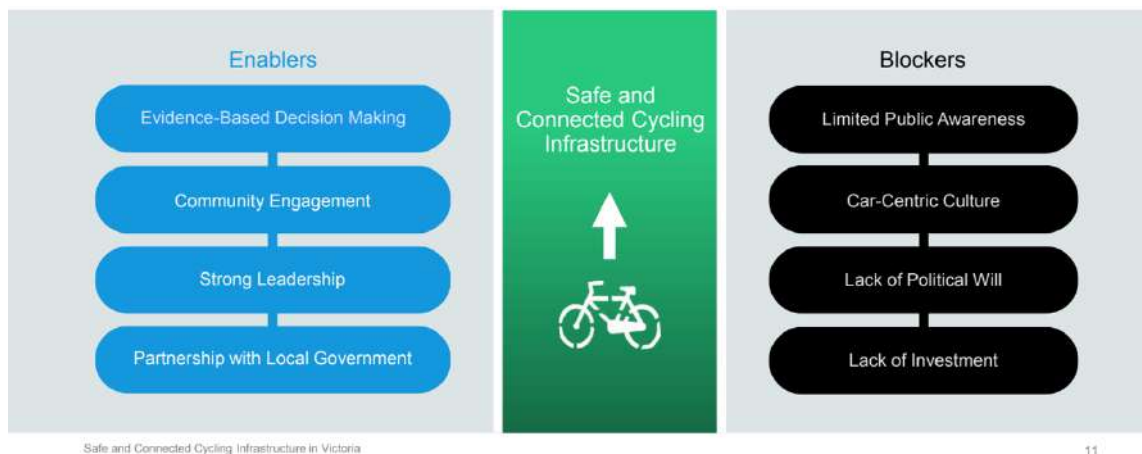 Enablers
Evidence-Based Decision Making
Community Engagement
Strong Leadership
Partnership with Local Government
Safe and
Connected Cycling
Infrastructure
Blockers
Limited Public Awareness
Car-Centric Culture
Lack of Political Will
Lack of Investment
Safe and Connected Cycling Infrastructure in Victoria
11